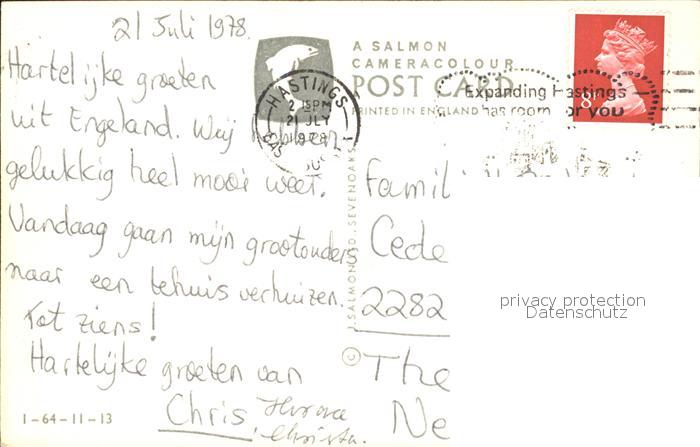 21 Juli 1978.
Hartelijke groeten
uit Engeland. Wij hebben
gelukkig heel mooi weer.
Vandaag gaan mijn grootouders
naar een tehuis verhuizen.
Tot ziens!
Hartelijke groeten van
Chris,
Christa.
1-64-11-13
A SALMON
CAMERACOLOUR
POST CARD
PRINTED IN ENGLAND
J. SALMON LTD. SEVENOAKS
©
HASTINGS
2 15PM
21 JLY
1978
Expanding Hastings
has room for you
8
Famil
Cede
2282
The
Ne
privacy protection
Datenschutz